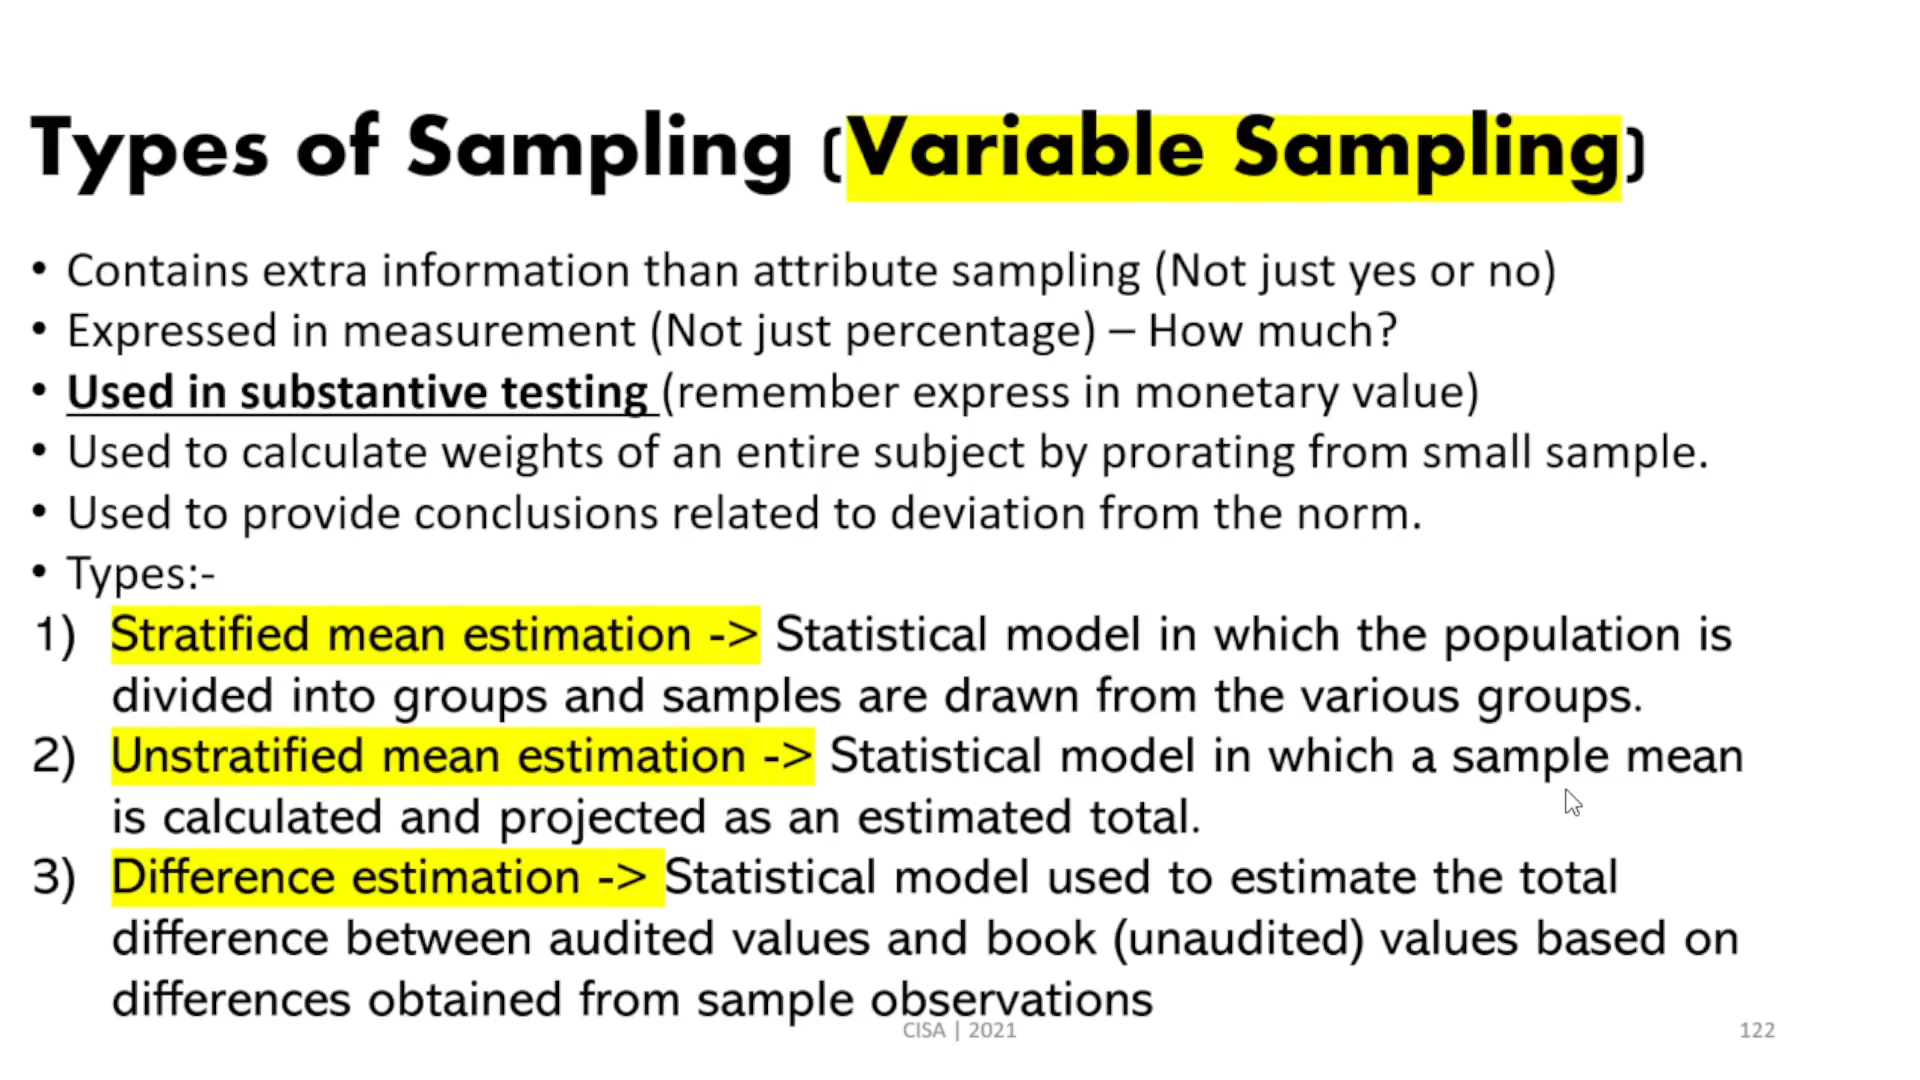 Types of Sampling (Variable Sampling)
• Contains extra information than attribute sampling (Not just yes or no)
• Expressed in measurement (Not just percentage) – How much?
• Used in substantive testing (remember express in monetary value)
• Used to calculate weights of an entire subject by prorating from small sample.
• Used to provide conclusions related to deviation from the norm.
• Types:-
1) Stratified mean estimation -> Statistical model in which the population is
divided into groups and samples are drawn from the various groups.
2) Unstratified mean estimation -> Statistical model in which a sample mean
is calculated and projected as an estimated total.
3) Difference estimation -> Statistical model used to estimate the total
difference between audited values and book (unaudited) values based on
differences obtained from sample observations
CISA | 2021
122